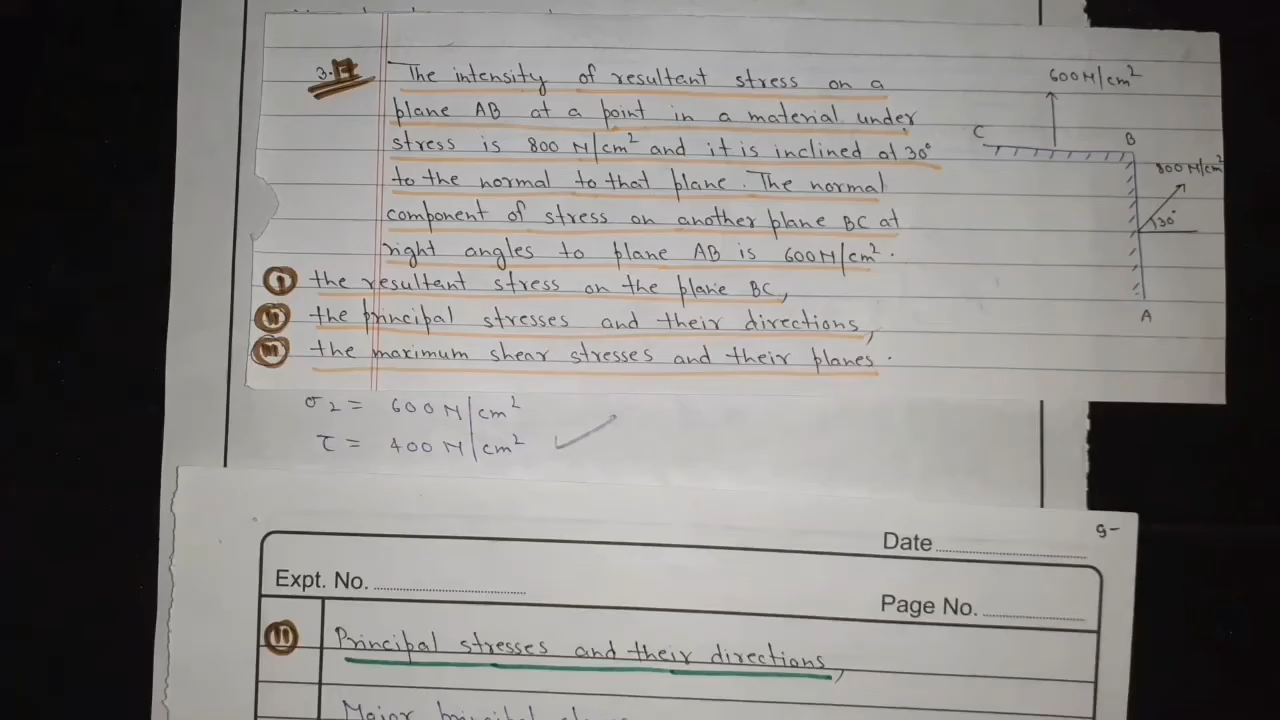 3.17 The intensity of resultant stress on a
plane AB at a point in a material under
stress is 800 N/cm² and it is inclined at 30°
to the normal to that plane. The normal
component of stress on another plane BC at
right angles to plane AB is 600 N/cm².
I the resultant stress on the plane BC,
II the principal stresses and their directions,
III the maximum shear stresses and their planes.
600 N/cm²
C
B
800 N/cm²
30°
A
σ2 = 600 N/cm²
τ = 400 N/cm²
9-
Date
Expt. No.
Page No.
II Principal stresses and their directions,
Major principal